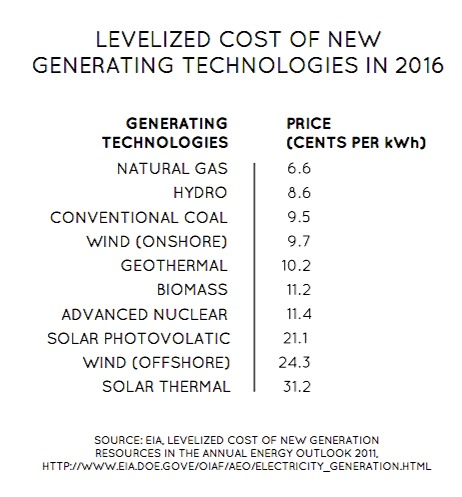 LEVELIZED COST OF NEW
GENERATING TECHNOLOGIES IN 2016
GENERATING TECHNOLOGIES PRICE (CENTS PER kWh)
NATURAL GAS 6.6
HYDRO 8.6
CONVENTIONAL COAL 9.5
WIND (ONSHORE) 9.7
GEOTHERMAL 10.2
BIOMASS 11.2
ADVANCED NUCLEAR 11.4
SOLAR PHOTOVOLATIC 21.1
WIND (OFFSHORE) 24.3
SOLAR THERMAL 31.2
SOURCE: EIA, LEVELIZED COST OF NEW GENERATION
RESOURCES IN THE ANNUAL ENERGY OUTLOOK 2011,
HTTP://WWW.EIA.DOE.GOVE/OIAF/AEO/ELECTRICITY_GENERATION.HTML